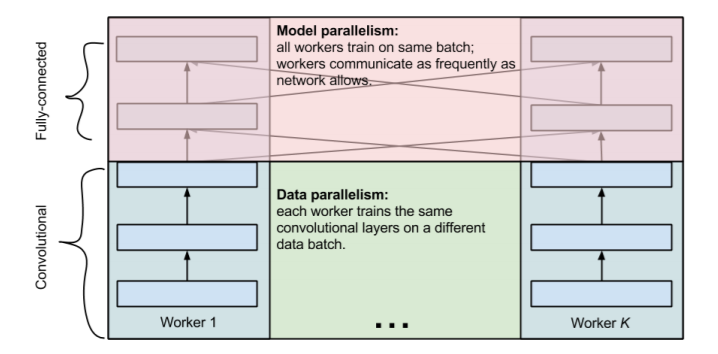 Model parallelism:
all workers train on same batch;
workers communicate as frequently as
network allows.
Fully-connected
Data parallelism:
each worker trains the same
convolutional layers on a different
data batch.
Convolutional
Worker 1
...
Worker K